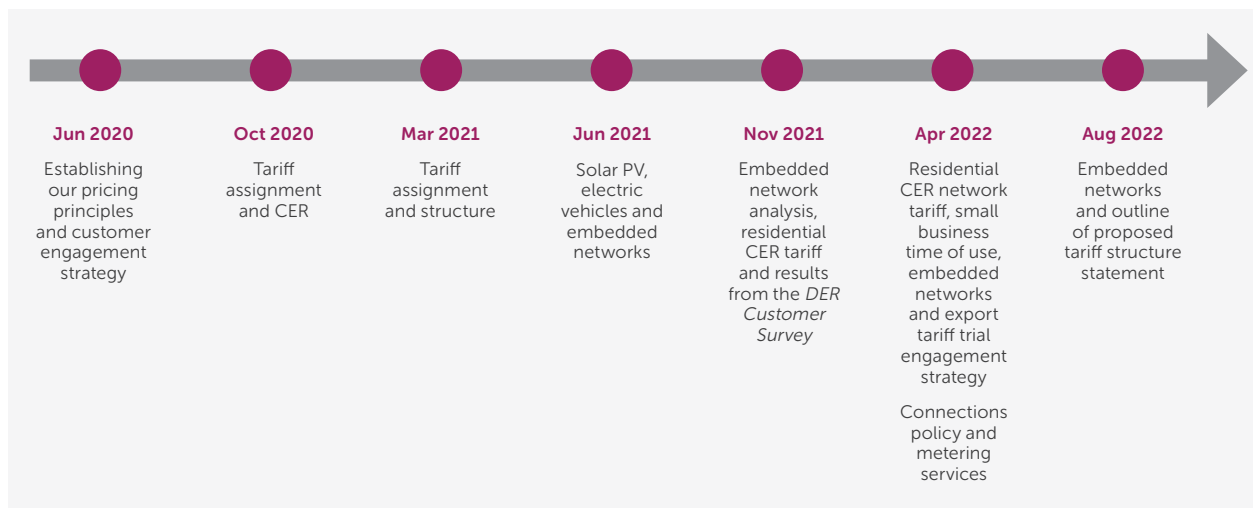 Jun 2020
Establishing
our pricing
principles
and customer
engagement
strategy
Oct 2020
Tariff
assignment
and CER
Mar 2021
Tariff
assignment
and structure
Jun 2021
Solar PV,
electric
vehicles and
embedded
networks
Nov 2021
Embedded
network
analysis,
residential
CER tariff
and results
from the DER
Customer
Survey
Apr 2022
Residential
CER network
tariff, small
business
time of use,
embedded
networks
and export
tariff trial
engagement
strategy
Connections
policy and
metering
services
Aug 2022
Embedded
networks
and outline
of proposed
tariff structure
statement